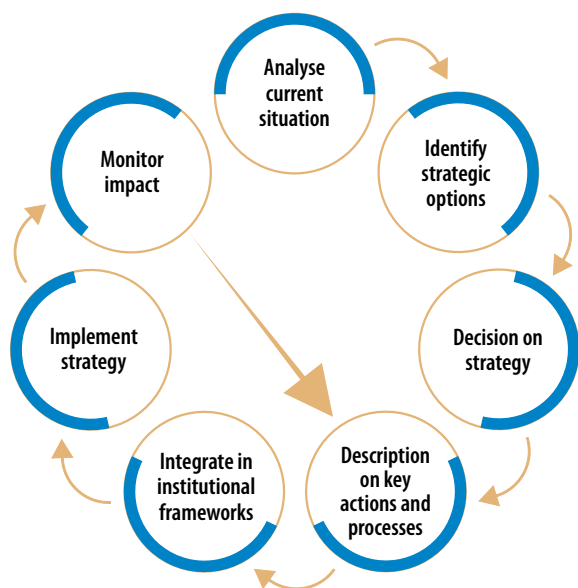 Analyse
current
situation
Identify
strategic
options
Decision on
strategy
Description
on key
actions and
processes
Integrate in
institutional
frameworks
Implement
strategy
Monitor
impact